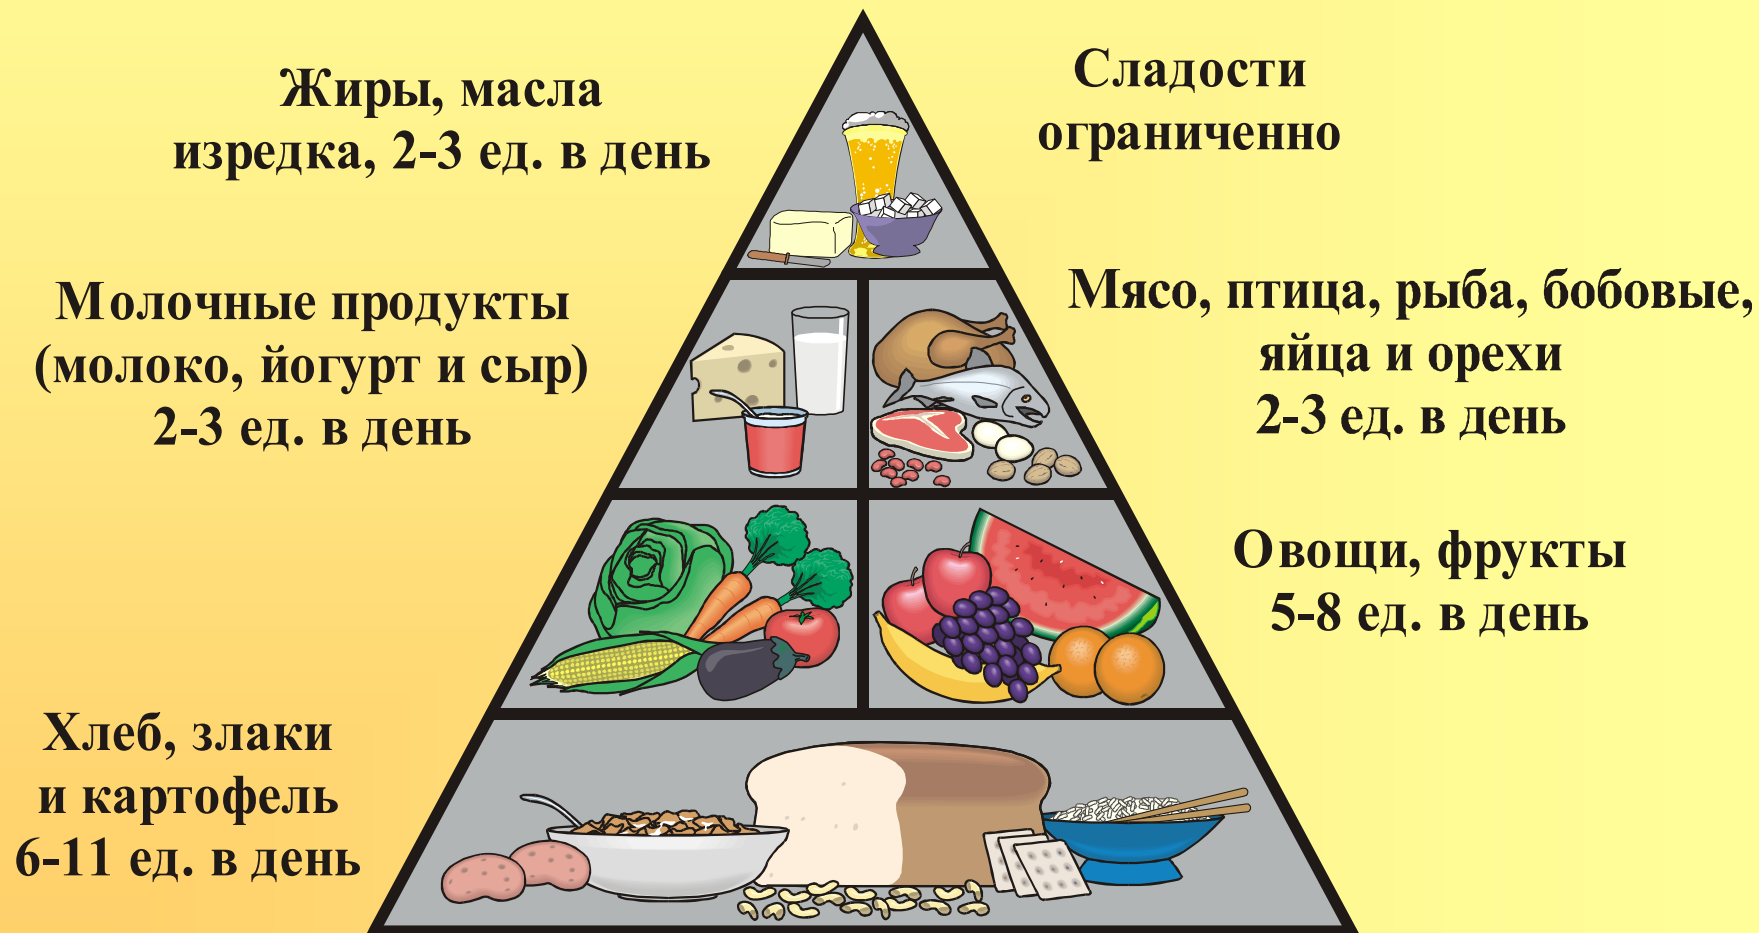 Жиры, масла
изредка, 2-3 ед. в день
Сладости
ограниченно
Молочные продукты
(молоко, йогурт и сыр)
2-3 ед. в день
Мясо, птица, рыба, бобовые,
яйца и орехи
2-3 ед. в день
Овощи, фрукты
5-8 ед. в день
Хлеб, злаки
и картофель
6-11 ед. в день